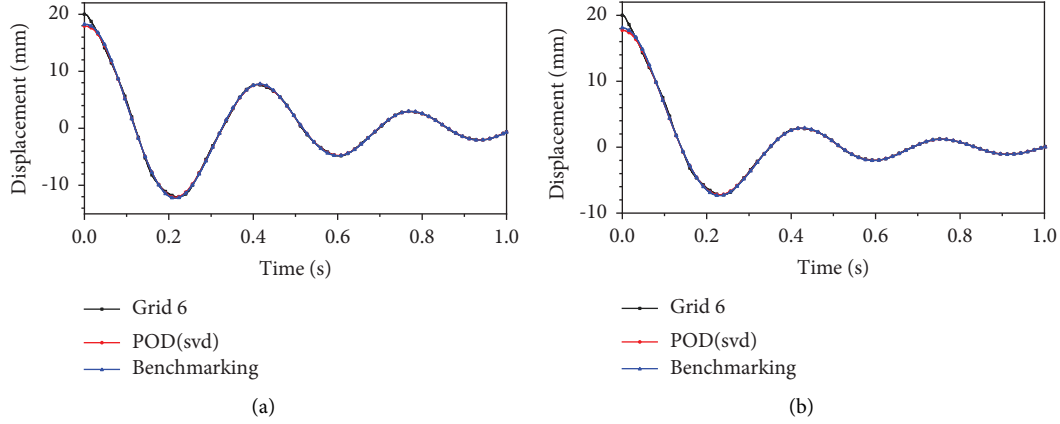 20
10
0
-10
Displacement (mm)
0.0 0.2 0.4 0.6 0.8 1.0
Time (s)
Grid 6
POD(svd)
Benchmarking
(a)
20
10
0
-10
Displacement (mm)
0.0 0.2 0.4 0.6 0.8 1.0
Time (s)
Grid 6
POD(svd)
Benchmarking
(b)